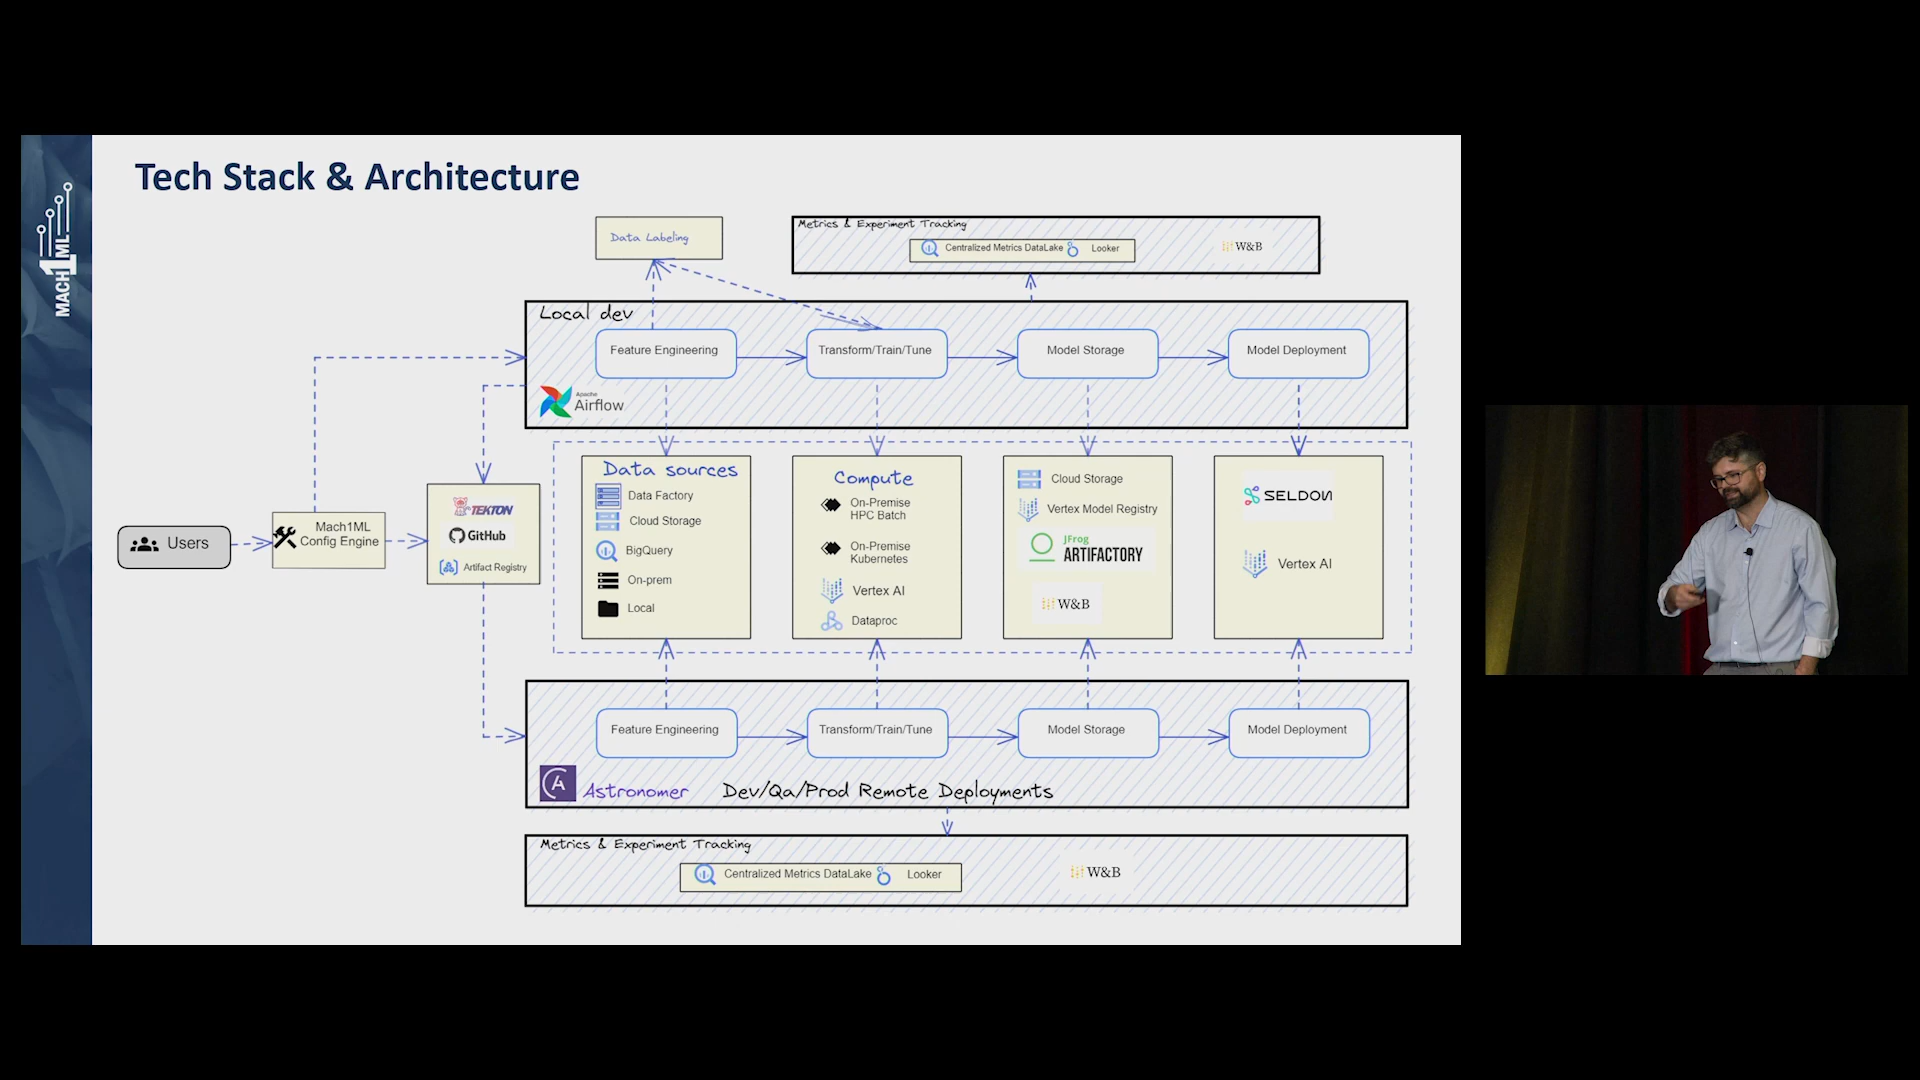 MACH1ML
Tech Stack & Architecture
Data Labeling
Metrics & Experiment Tracking
Centralized Metrics DataLake
Looker
W&B
Local dev
Feature Engineering
Transform/Train/Tune
Model Storage
Model Deployment
Apache
Airflow
Users
Mach1ML
Config Engine
TEKTON
GitHub
Artifact Registry
Data sources
Data Factory
Cloud Storage
BigQuery
On-prem
Local
Compute
On-Premise
HPC Batch
On-Premise
Kubernetes
Vertex AI
Dataproc
Cloud Storage
Vertex Model Registry
JFrog
ARTIFACTORY
W&B
SELDON
Vertex AI
Feature Engineering
Transform/Train/Tune
Model Storage
Model Deployment
Astronomer
Dev/Qa/Prod Remote Deployments
Metrics & Experiment Tracking
Centralized Metrics DataLake
Looker
W&B